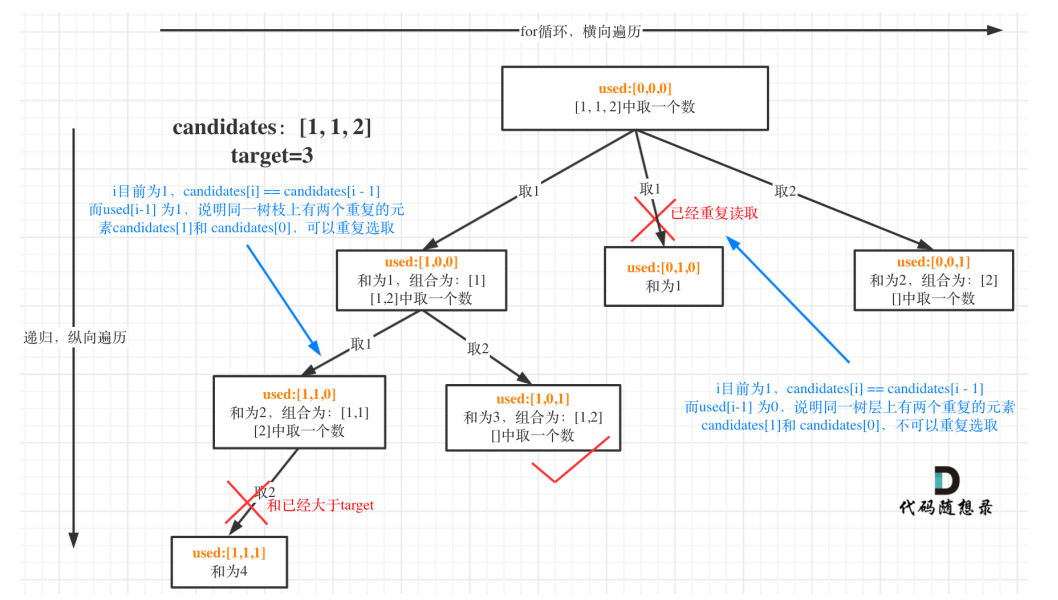 for循环，横向遍历
used:[0,0,0]
[1, 1, 2]中取一个数
candidates：[1, 1, 2]
target=3
i目前为1，candidates[i] == candidates[i - 1]
而used[i-1] 为1，说明同一树枝上有两个重复的元
素candidates[1]和 candidates[0]，可以重复选取
取1
取1
取2
已经重复读取
used:[1,0,0]
和为1，组合为：[1]
[1,2]中取一个数
used:[0,1,0]
和为1
used:[0,0,1]
和为2，组合为：[2]
[]中取一个数
递归，纵向遍历
取1
取2
used:[1,1,0]
和为2，组合为：[1,1]
[2]中取一个数
used:[1,0,1]
和为3，组合为：[1,2]
[]中取一个数
i目前为1，candidates[i] == candidates[i - 1]
而used[i-1] 为0，说明同一树层上有两个重复的元素
candidates[1]和 candidates[0]，不可以重复选取
取2
和已经大于target
used:[1,1,1]
和为4
代码随想录